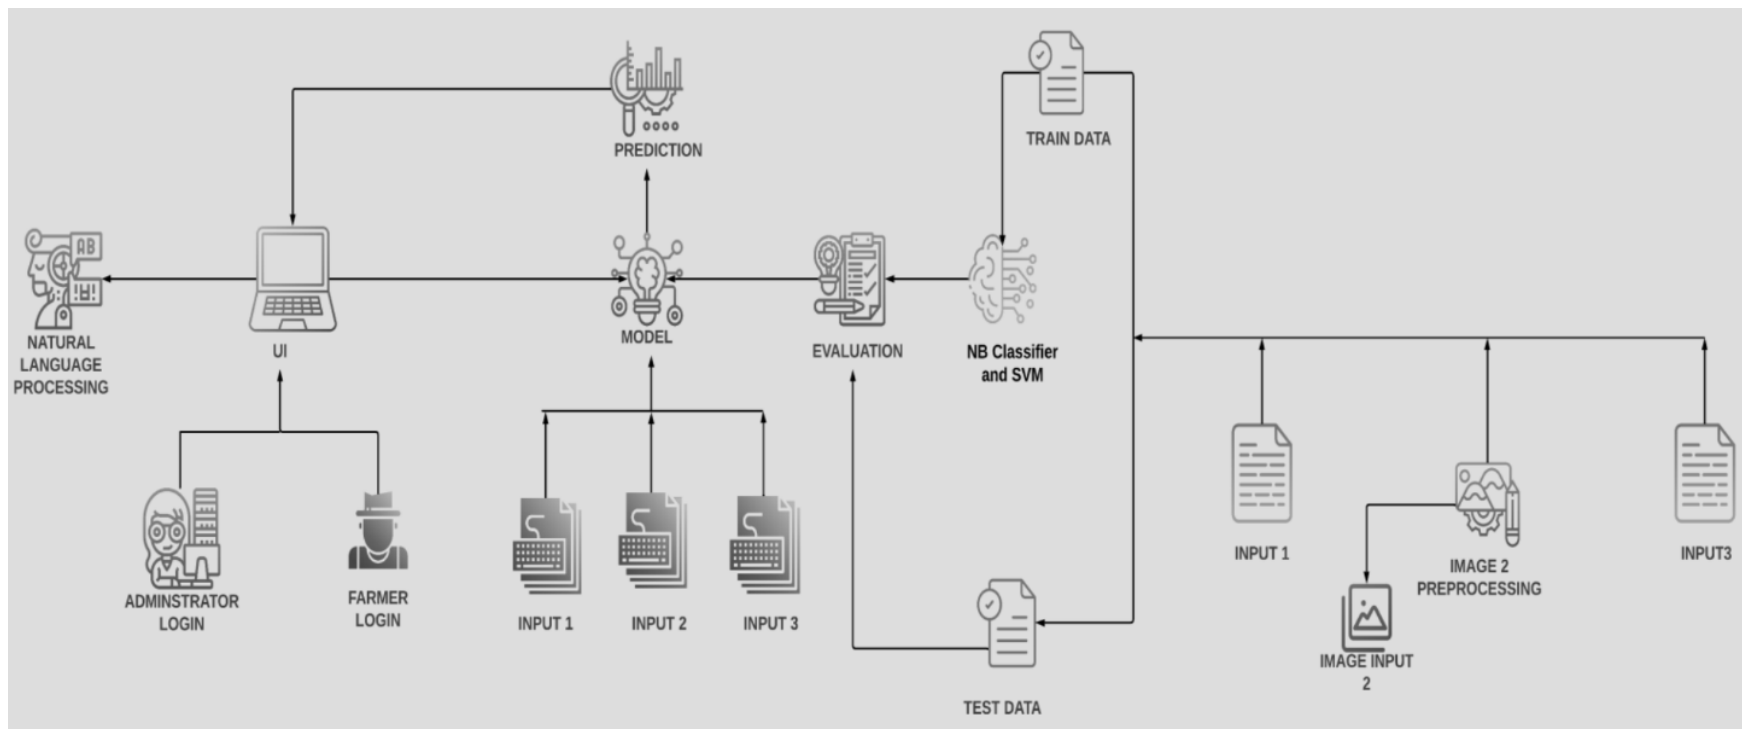 PREDICTION
TRAIN DATA
AB
NATURAL
LANGUAGE
PROCESSING
UI
MODEL
EVALUATION
NB Classifier
and SVM
ADMINSTRATOR
LOGIN
FARMER
LOGIN
INPUT 1
INPUT 2
INPUT 3
TEST DATA
INPUT 1
IMAGE 2
PREPROCESSING
INPUT3
IMAGE INPUT
2